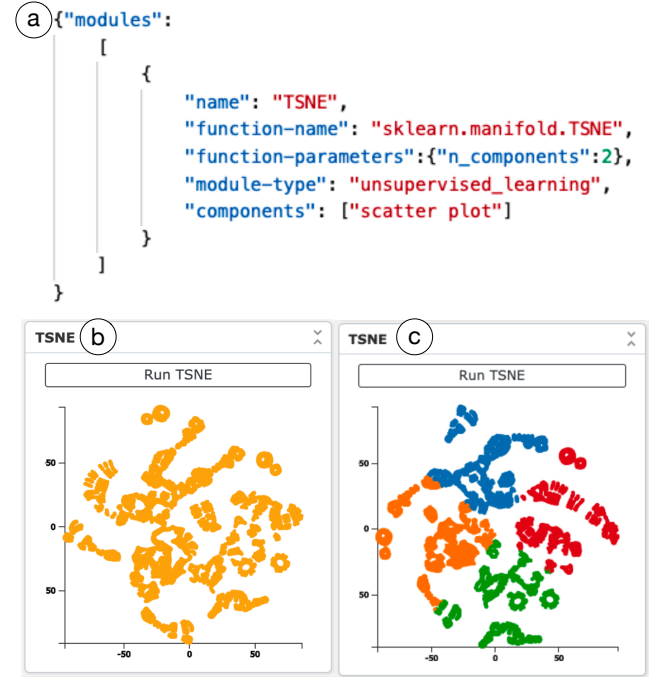 a {"modules":
[
{
"name": "TSNE",
"function-name": "sklearn.manifold.TSNE",
"function-parameters":{"n_components":2},
"module-type": "unsupervised_learning",
"components": ["scatter plot"]
}
]
}
TSNE b
Run TSNE
50
0
50
-50 0 50
TSNE c
Run TSNE
50
0
50
-50 0 50